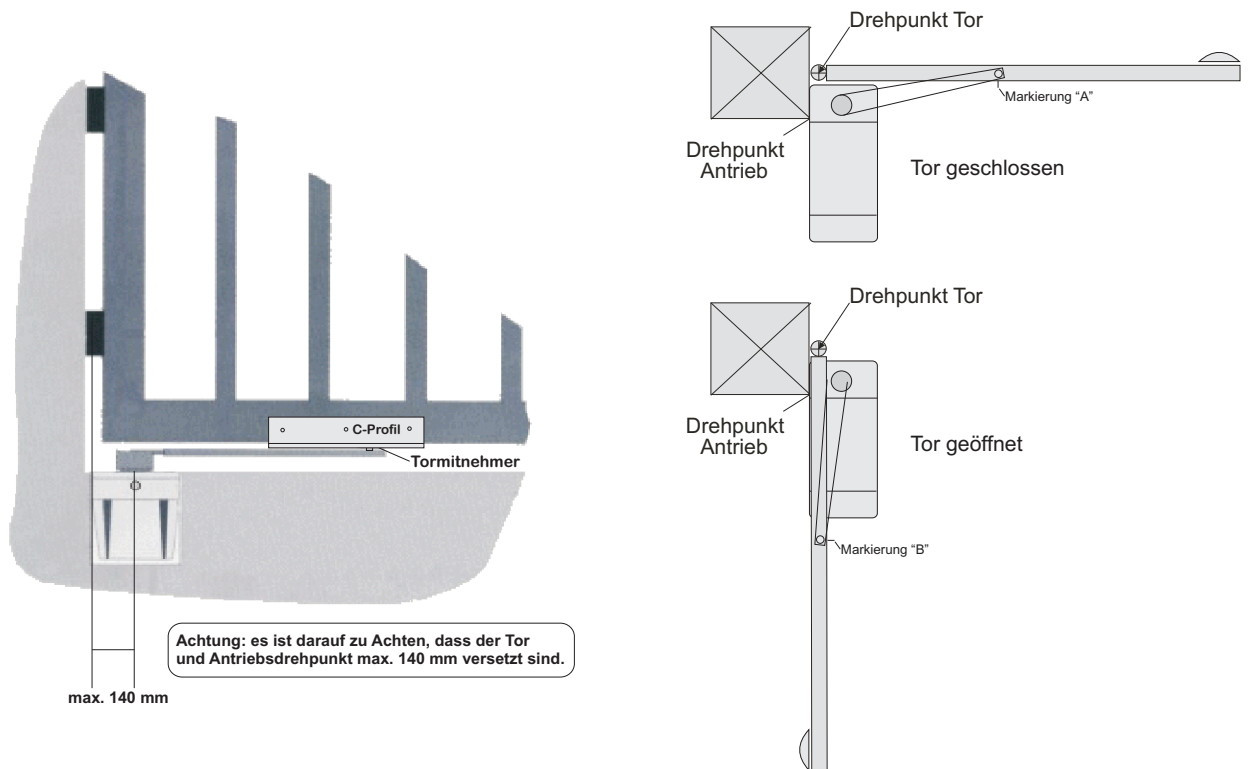 C-Profil
Tormitnehmer
Achtung: es ist darauf zu Achten, dass der Tor
und Antriebsdrehpunkt max. 140 mm versetzt sind.
max. 140 mm
Drehpunkt Tor
Markierung “A”
Drehpunkt
Antrieb
Tor geschlossen
Drehpunkt Tor
Drehpunkt
Antrieb
Tor geöffnet
Markierung “B”